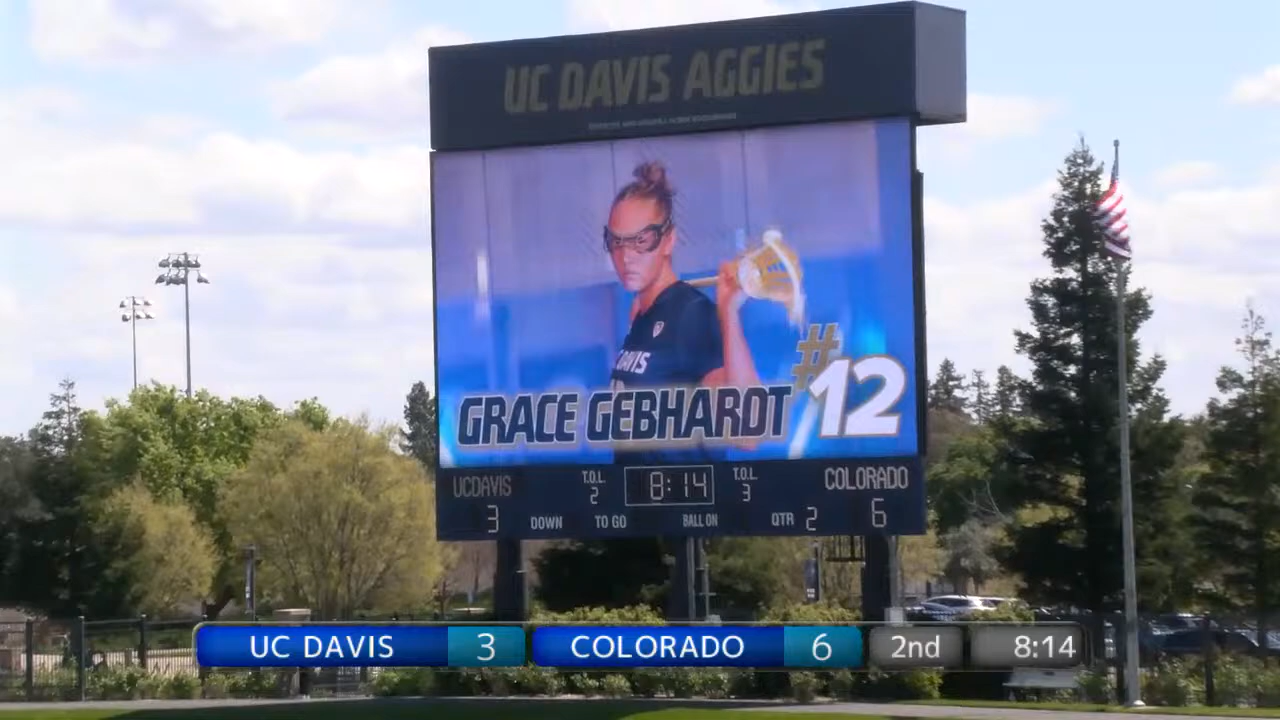 UC DAVIS AGGIES
DAVIS
GRACE GEBHARDT #12
UCDAVIS T.O.L. 2 8:14 T.O.L. 3 COLORADO
3 DOWN TO GO BALL ON QTR 2 6
UC DAVIS 3 COLORADO 6 2nd 8:14